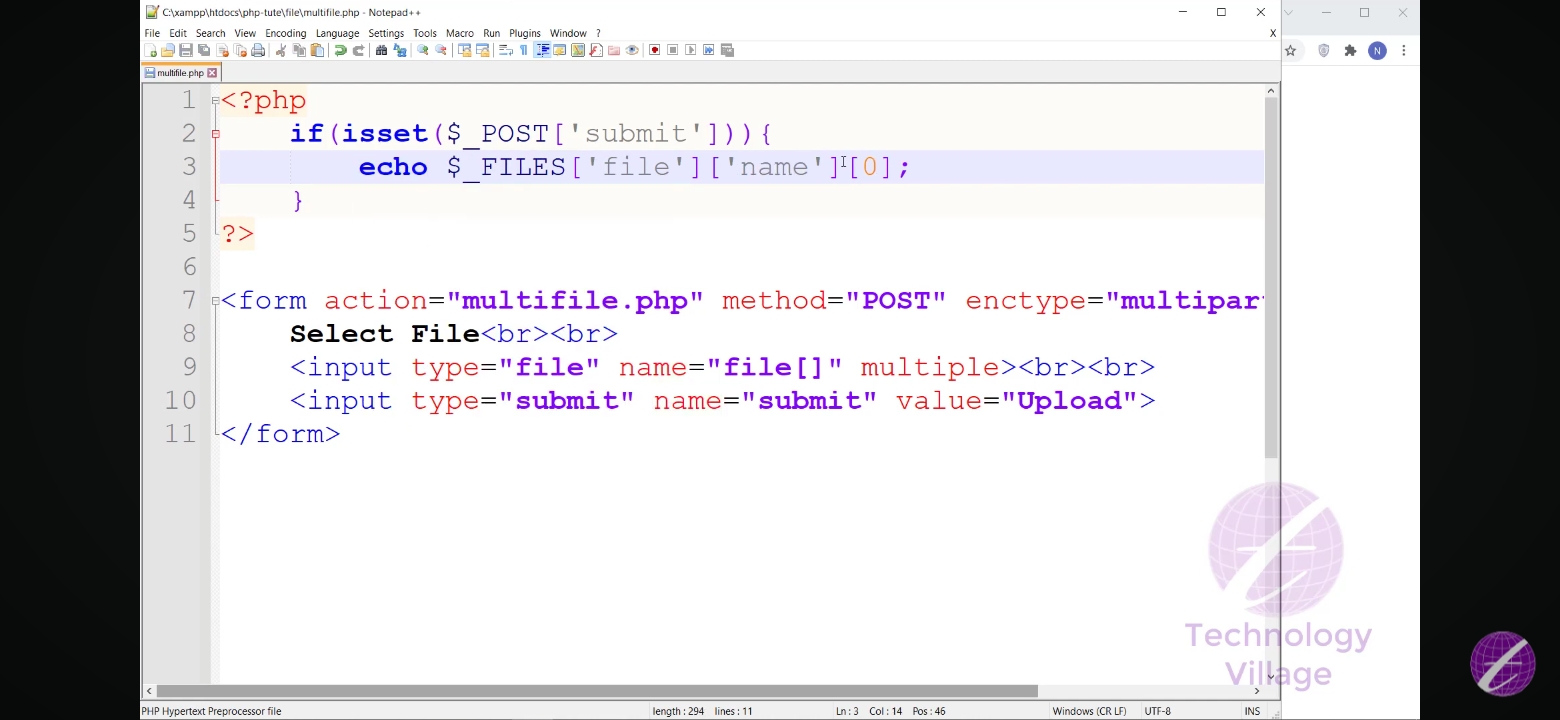 C:\xampp\htdocs\php-tute\file\multifile.php - Notepad++
File Edit Search View Encoding Language Settings Tools Macro Run Plugins Window ? X
multifile.php
1 <?php
2 if(isset($_POST['submit'])){
3 echo $_FILES['file']['name'][0];
4 }
5 ?>
6
7 <form action="multifile.php" method="POST" enctype="multipar
8 Select File<br><br>
9 <input type="file" name="file[]" multiple><br><br>
10 <input type="submit" name="submit" value="Upload">
11 </form>
N
Technology
Village
PHP Hypertext Preprocessor file length : 294 lines : 11 Ln : 3 Col : 14 Pos : 46 Windows (CR LF) UTF-8 INS